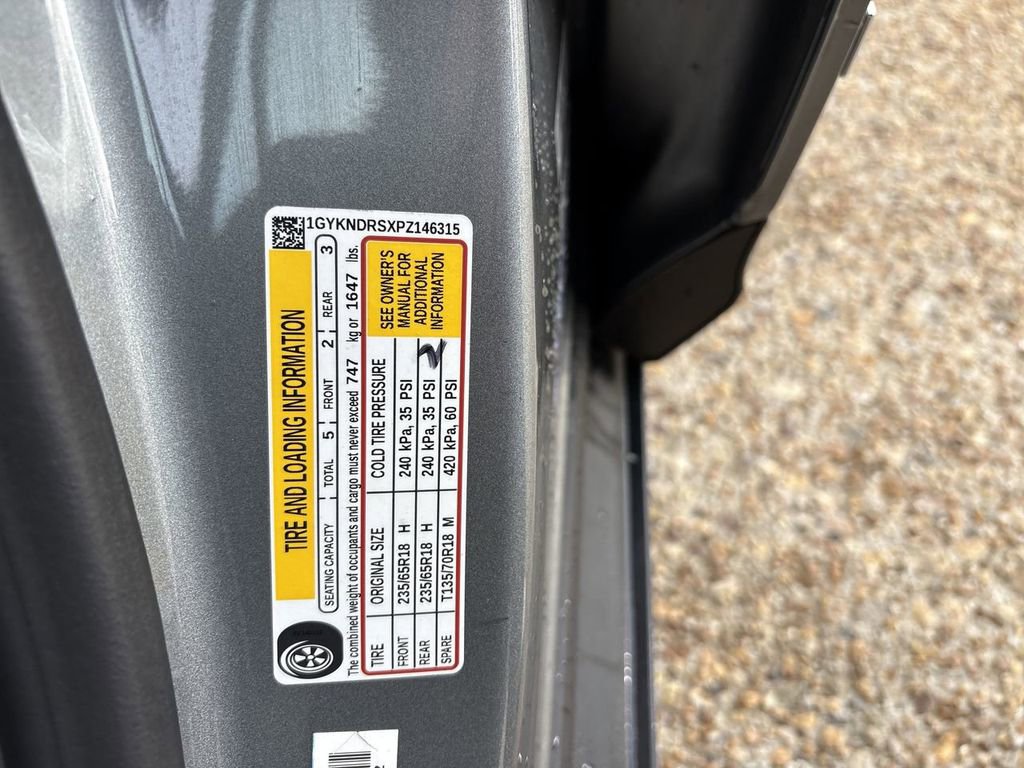 1GYKNDRSXPZ146315
TIRE AND LOADING INFORMATION
SEATING CAPACITY TOTAL 5 FRONT 2 REAR 3
The combined weight of occupants and cargo must never exceed 747 kg or 1647 lbs.
TIRE ORIGINAL SIZE COLD TIRE PRESSURE
FRONT 235/65R18 H 240 kPa, 35 PSI
REAR 235/65R18 H 240 kPa, 35 PSI
SPARE T135/70R18 M 420 kPa, 60 PSI
SEE OWNER'S
MANUAL FOR
ADDITIONAL
INFORMATION
2